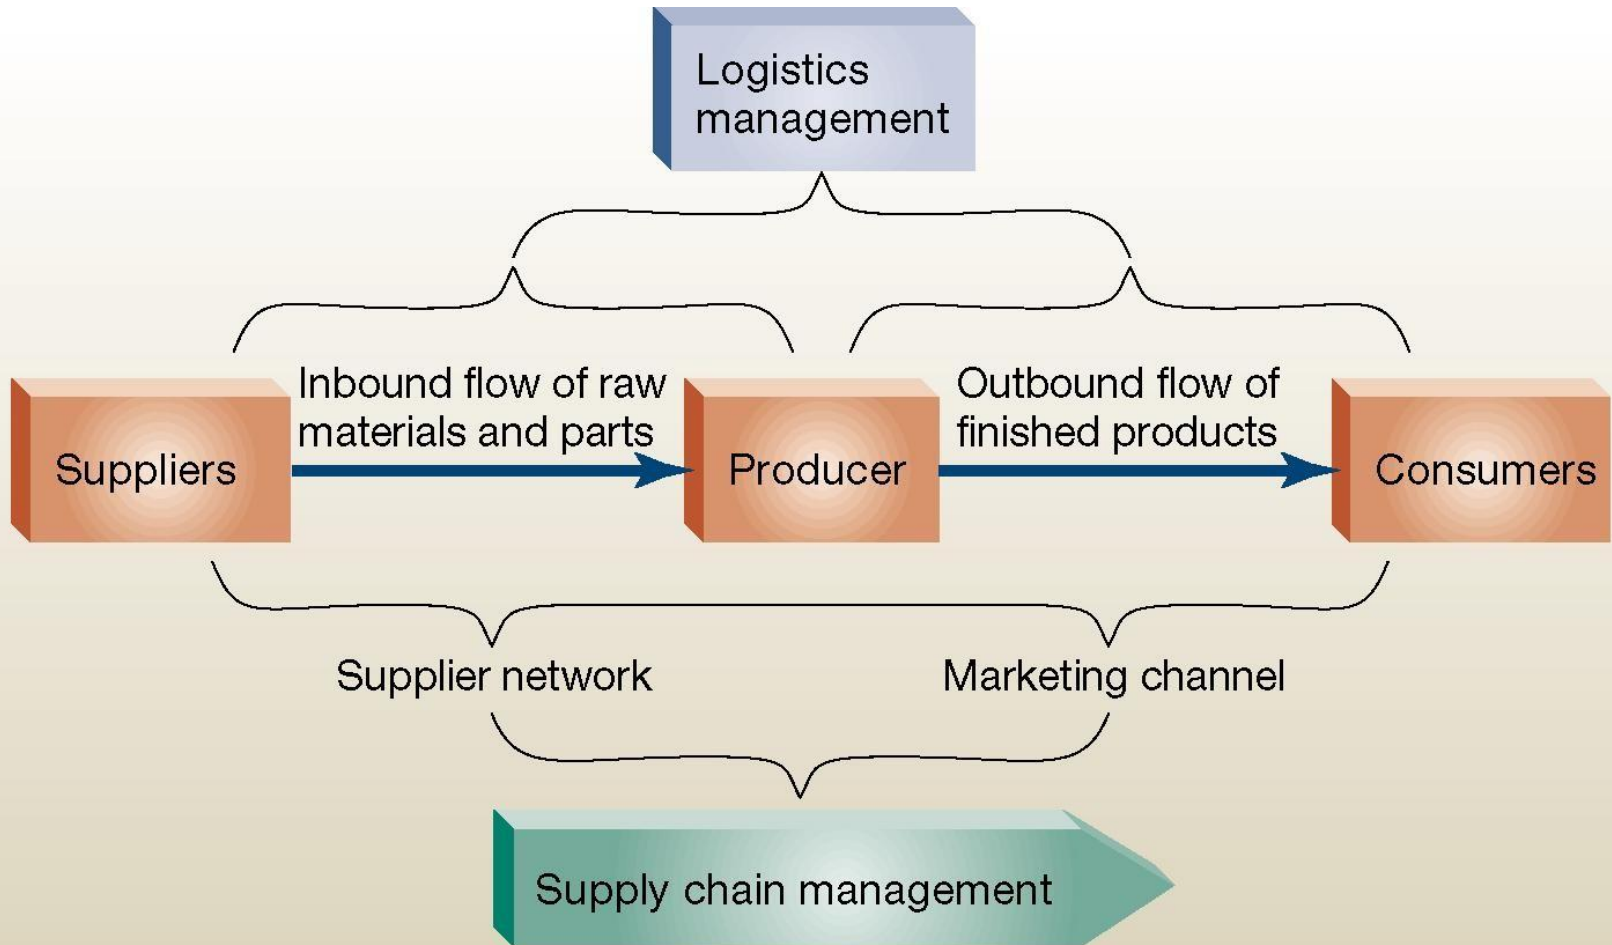 Logistics
management
Inbound flow of raw
materials and parts
Outbound flow of
finished products
Suppliers
Producer
Consumers
Supplier network
Marketing channel
Supply chain management